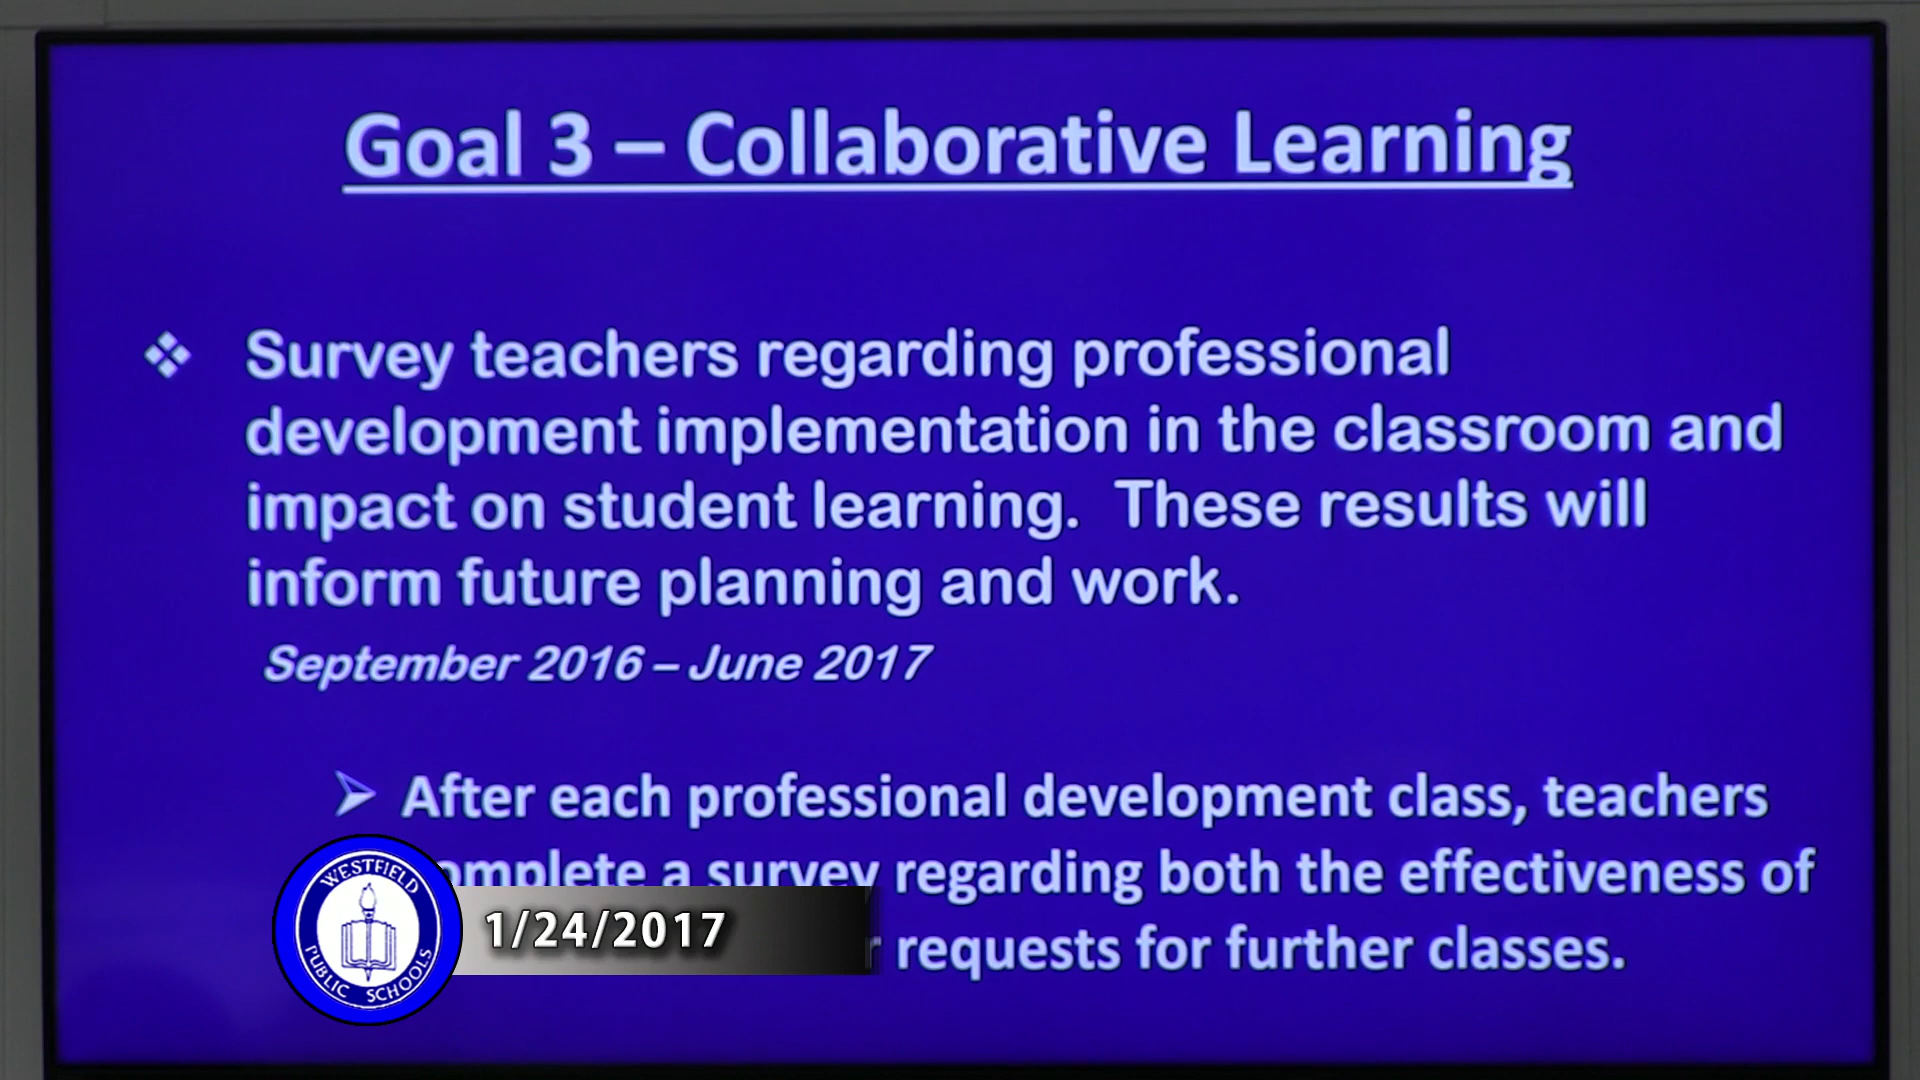 Goal 3 – Collaborative Learning
❖ Survey teachers regarding professional
development implementation in the classroom and
impact on student learning. These results will
inform future planning and work.
September 2016 – June 2017
➢ After each professional development class, teachers
complete a survey regarding both the effectiveness of
requests for further classes.
WESTFIELD
PUBLIC SCHOOLS
1/24/2017